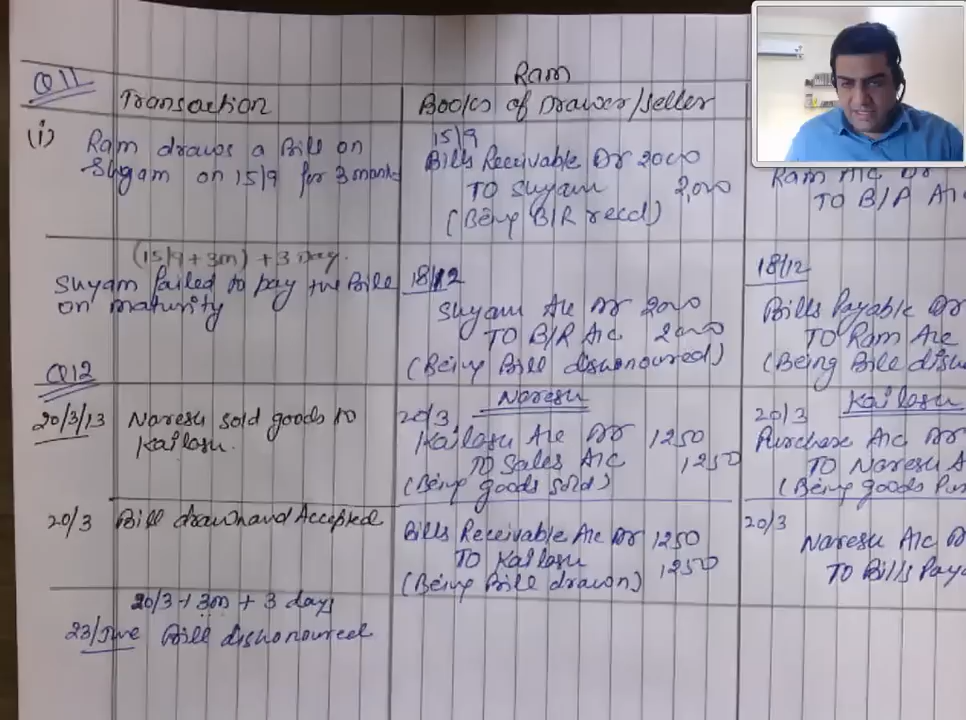 Q11
Ram
Transaction
Books of Drawer/seller
(i) Ram draws a Bill on
Shyam on 15/9 for 3 months
15/9
Bills Receivable Dr 2000
TO Shyam 2,000
(Being B/R recd)
Ram A/c Dr
TO B/P A/c
(15/9+3m) + 3 Day.
Shyam failed to pay the Bill
on maturity
18/12
Shyam A/c Dr 2000
TO B/R A/c 2000
(Being Bill dishonoured)
18/12
Bills Payable Dr
TO Ram A/c
(Being Bill dish
Q12
20/3/13 Naresh sold goods to
Kailash.
20/3 Naresh
Kailash A/c Dr 1250
TO Sales A/c 1250
(Being goods sold)
20/3 Kailash
Purchase A/c Dr
TO Naresh A
(Being goods Pur
20/3 Bill drawn and Accepted
Bills Receivable A/c Dr 1250
TO Kailash 1250
(Being Bill drawn)
20/3
Naresh A/c D
TO Bills Paya
20/3 + 3m + 3 days
23/June Bill dishonoured